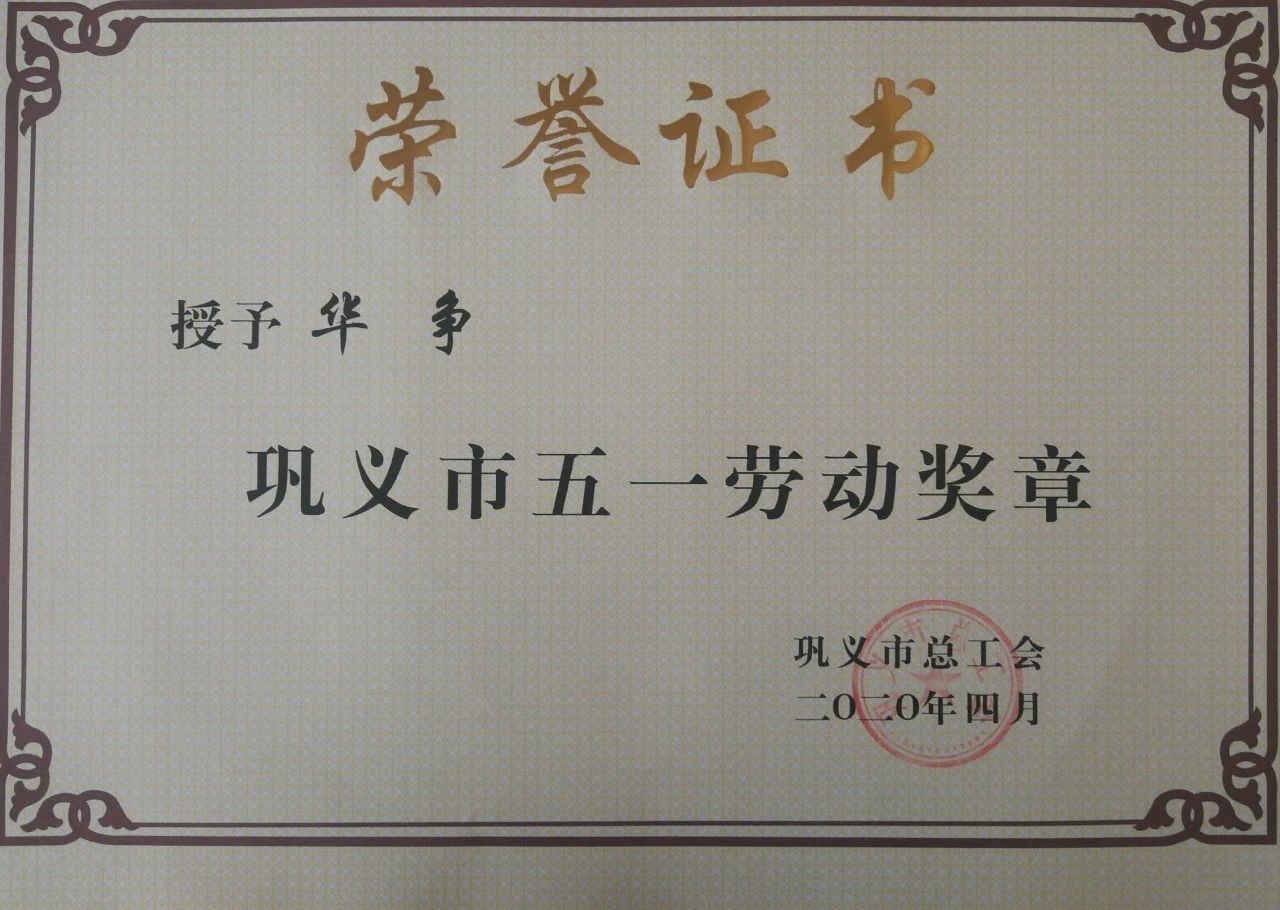 荣誉证书
授予 华 争
巩义市五一劳动奖章
巩义市总工会
二〇二〇年四月